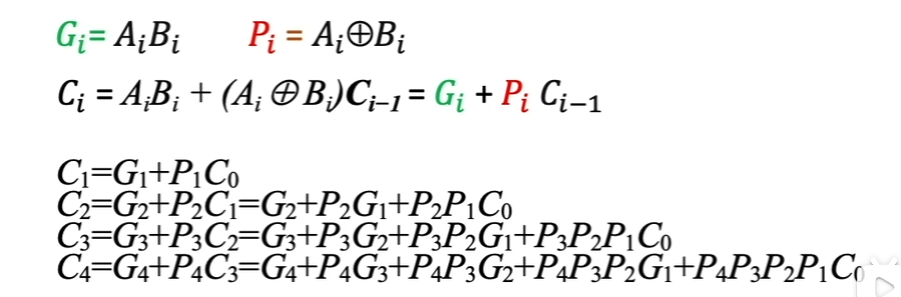 Gᵢ= AᵢBᵢ Pᵢ = Aᵢ⊕Bᵢ
Cᵢ = AᵢBᵢ + (Aᵢ ⊕ Bᵢ)Cᵢ₋₁ = Gᵢ + Pᵢ Cᵢ₋₁
C₁=G₁+P₁C₀
C₂=G₂+P₂C₁=G₂+P₂G₁+P₂P₁C₀
C₃=G₃+P₃C₂=G₃+P₃G₂+P₃P₂G₁+P₃P₂P₁C₀
C₄=G₄+P₄C₃=G₄+P₄G₃+P₄P₃G₂+P₄P₃P₂G₁+P₄P₃P₂P₁C₀